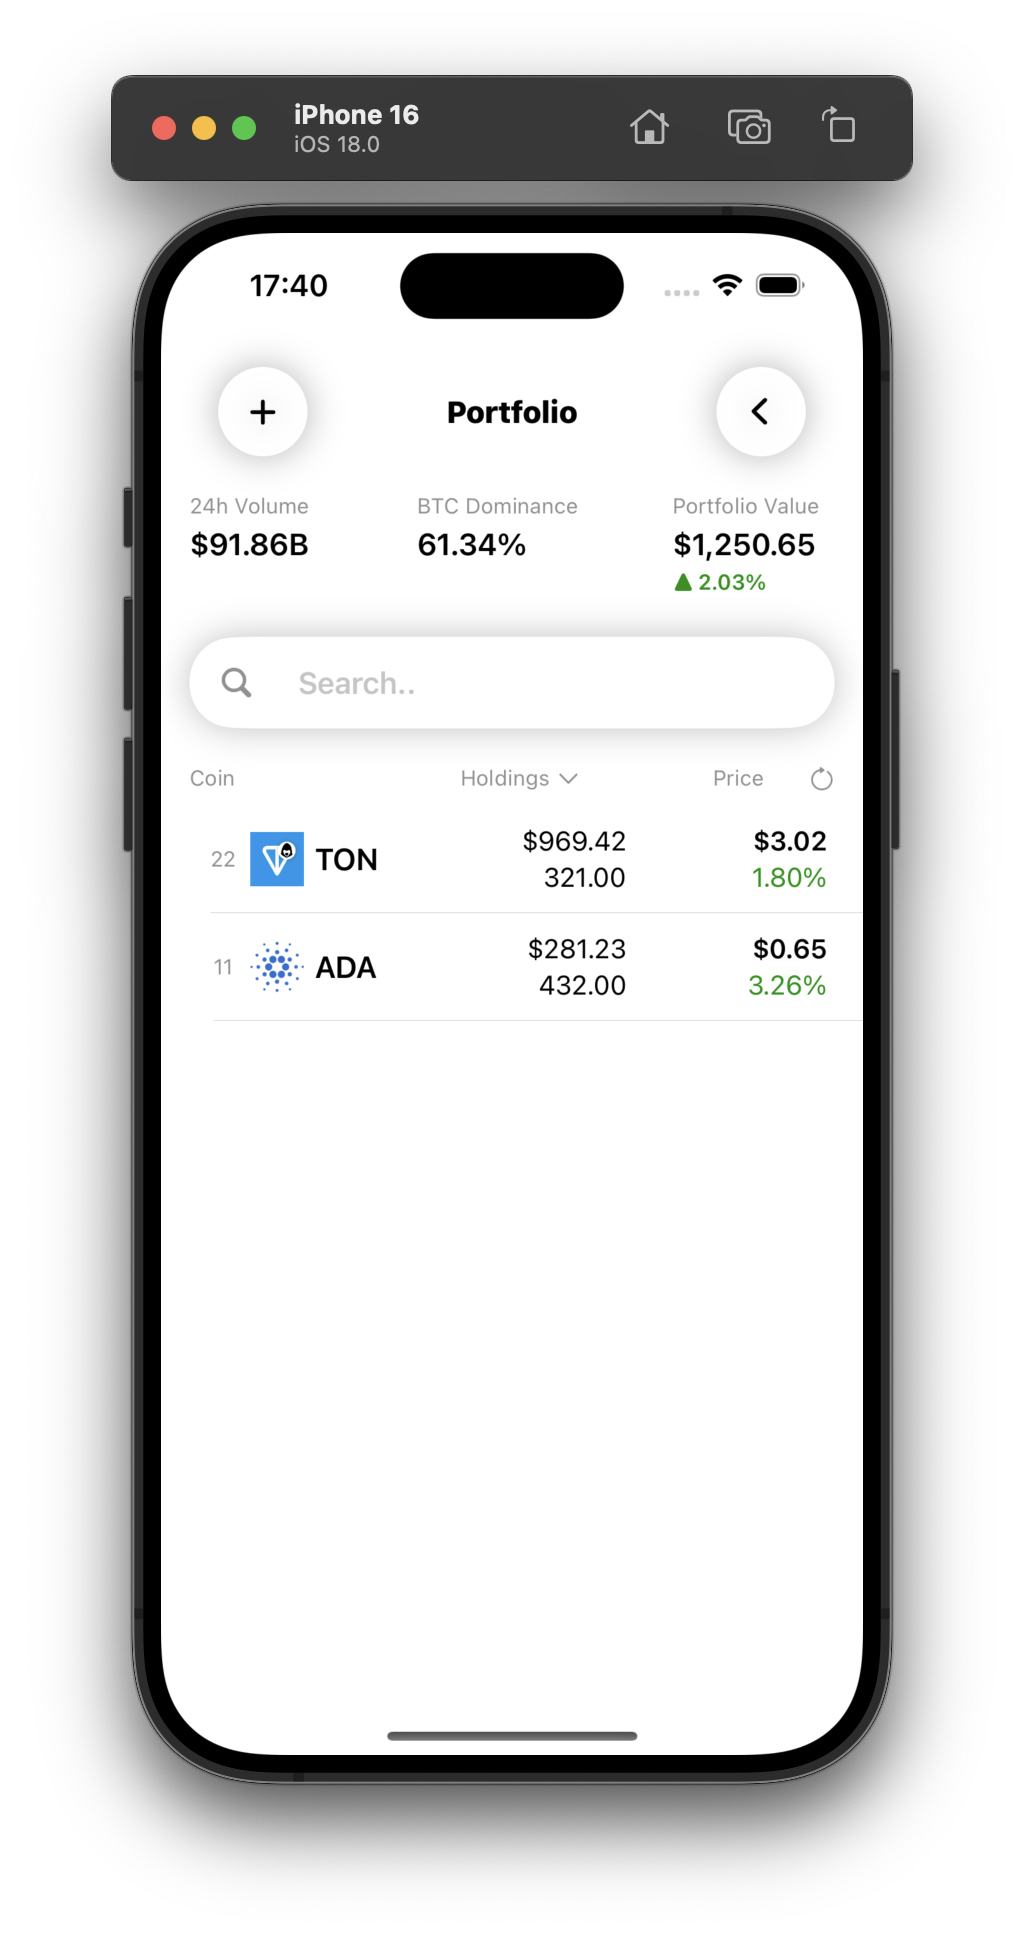 iPhone 16
iOS 18.0
17:40
Portfolio
24h Volume
$91.86B
BTC Dominance
61.34%
Portfolio Value
$1,250.65
2.03%
Search..
Coin Holdings Price
22 TON $969.42 $3.02
321.00 1.80%
11 ADA $281.23 $0.65
432.00 3.26%